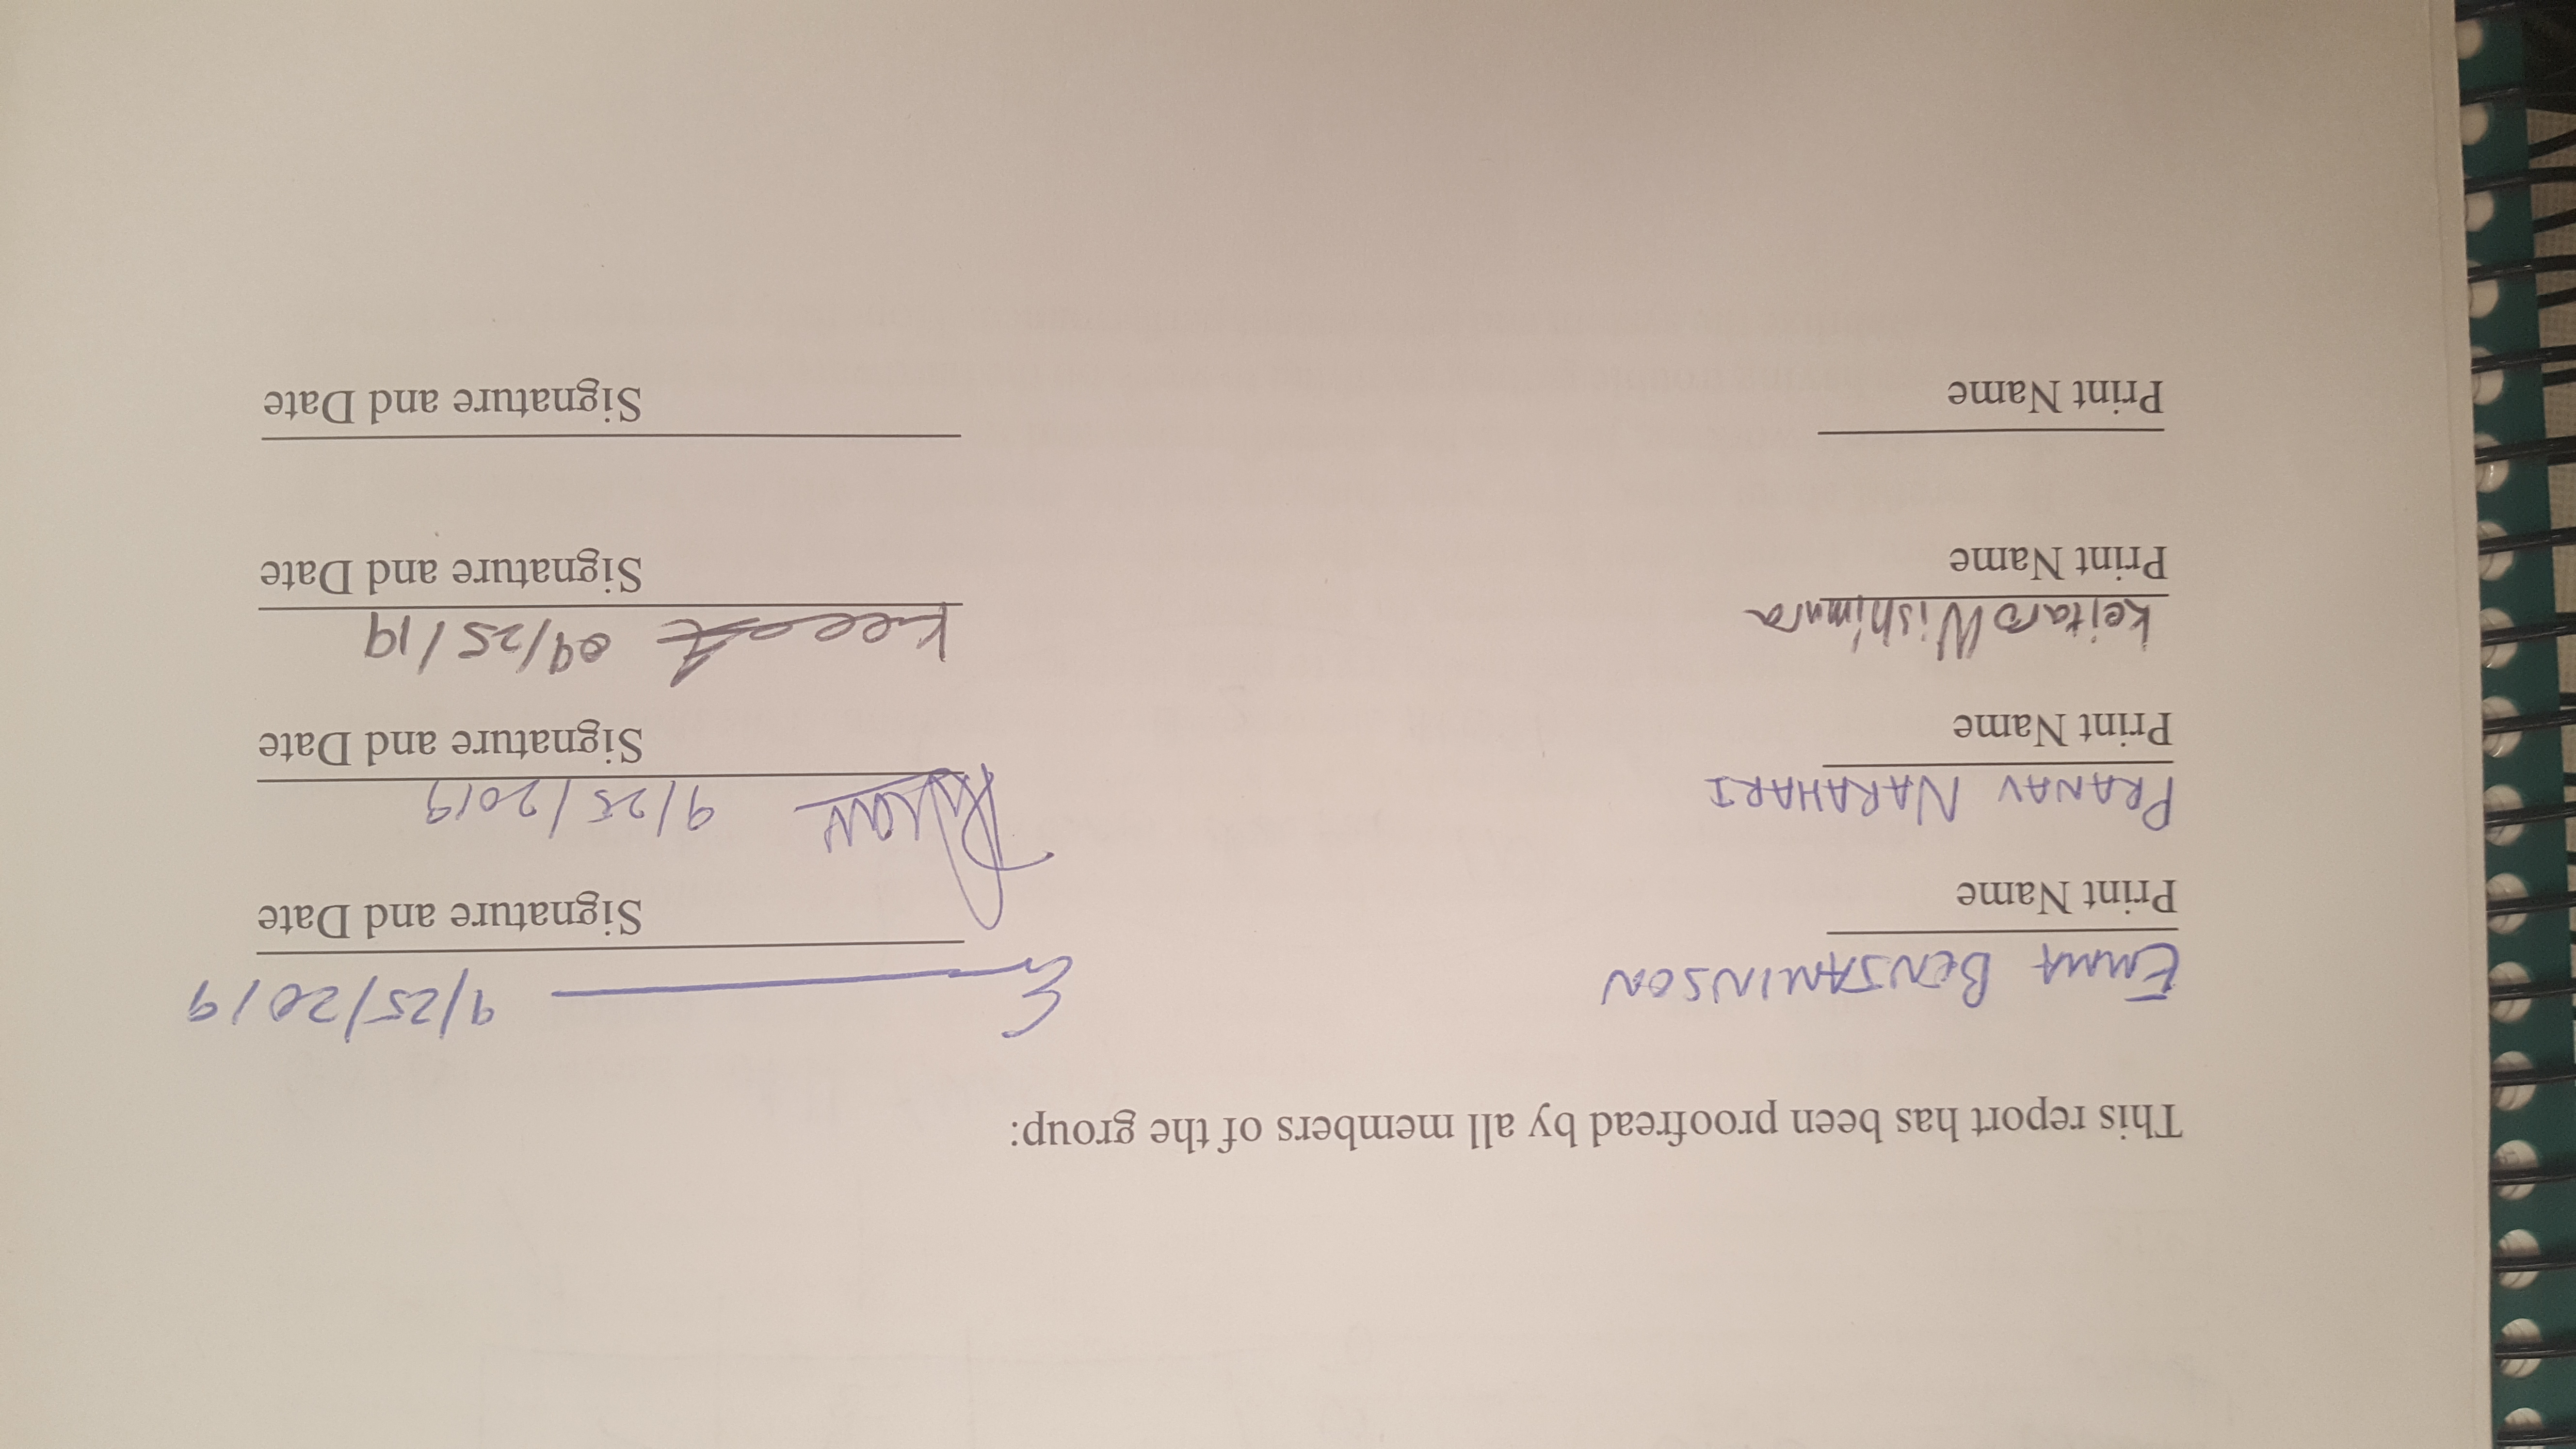 This report has been proofread by all members of the group:
EMMA BENJAMINSON 9/25/2019
Print Name Signature and Date
PRANAV NARAHARI 9/25/2019
Print Name Signature and Date
Keitaro Nishimura 09/25/19
Print Name Signature and Date
Print Name Signature and Date